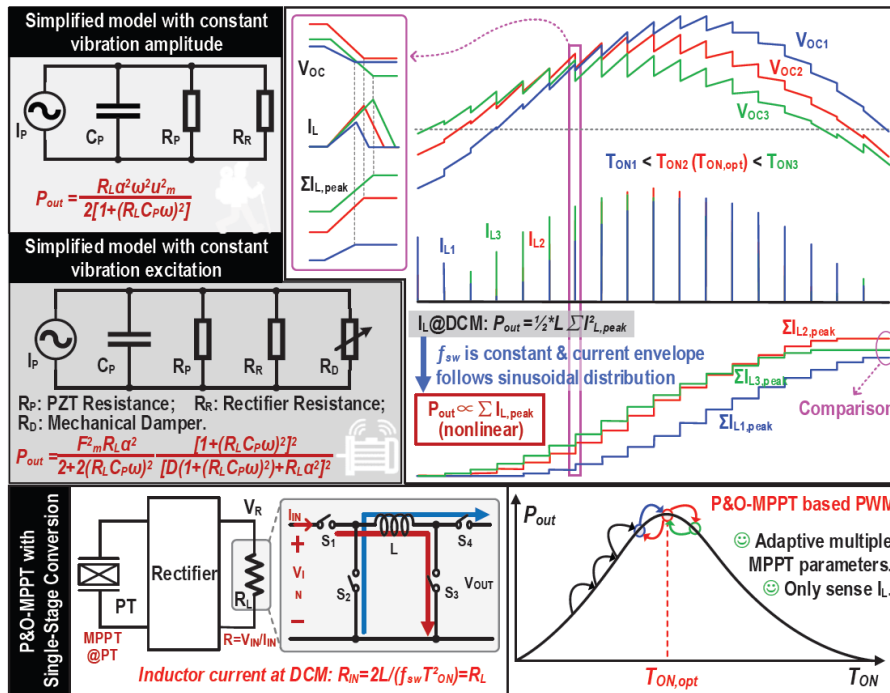 Simplified model with constant
vibration amplitude
I_P
C_P
R_P
R_R
P_out = R_Lα²ω²u²_m / 2[1+(R_LC_Pω)²]
Simplified model with constant
vibration excitation
I_P
C_P
R_P
R_R
R_D
R_P: PZT Resistance; R_R: Rectifier Resistance;
R_D: Mechanical Damper.
P_out = F²_mR_Lα² / 2+2(R_LC_Pω)² [1+(R_LC_Pω)²]² / [D(1+(R_LC_Pω)²)+R_Lα²]²
V_OC
I_L
ΣI_L,peak
V_OC1
V_OC2
V_OC3
T_ON1 < T_ON2 (T_ON,opt) < T_ON3
I_L1
I_L3
I_L2
I_L@DCM: P_out=½*L∑I²_L,peak
f_sw is constant & current envelope
follows sinusoidal distribution
P_out∝ ∑ I_L,peak
(nonlinear)
ΣI_L2,peak
ΣI_L3,peak
ΣI_L1,peak
Comparison
P&O-MPPT with
Single-Stage Conversion
PT
MPPT
@PT
Rectifier
V_R
R_L
R=V_IN/I_IN
I_IN
S_1
L
S_4
+
V_I
N
–
S_2
S_3
V_OUT
Inductor current at DCM: R_IN=2L/(f_swT²_ON)=R_L
P_out
P&O-MPPT based PWM
Adaptive multiple
MPPT parameters.
Only sense I_L.
T_ON,opt
T_ON